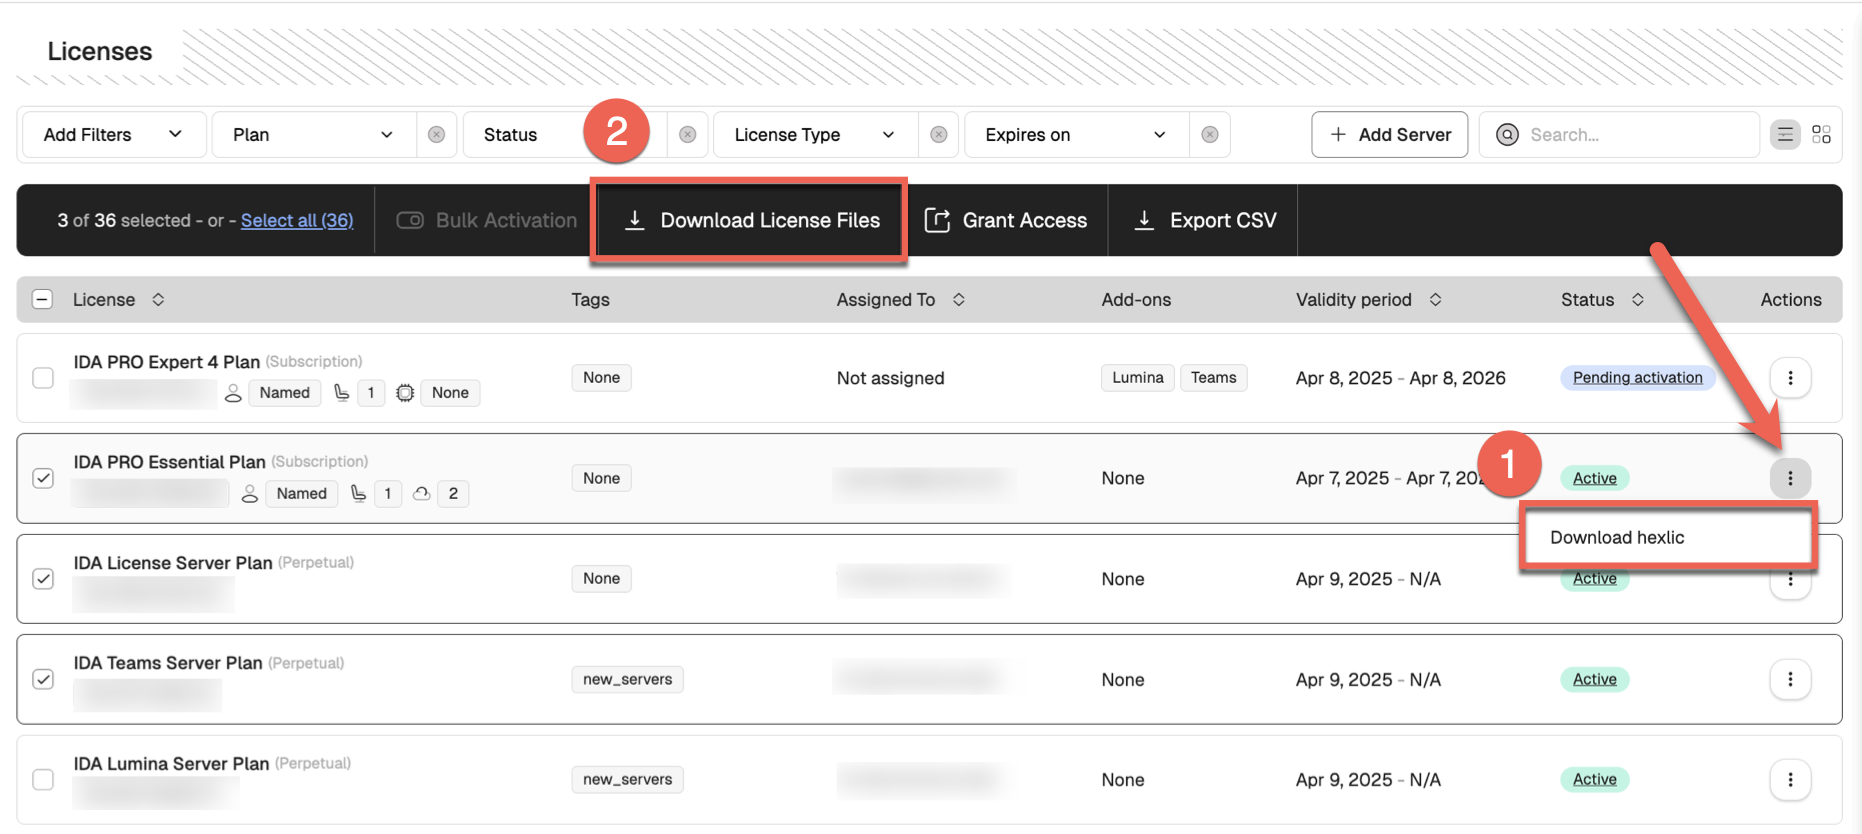 Licenses
Add Filters Plan Status 2 License Type Expires on + Add Server Search...
3 of 36 selected - or - Select all (36) Bulk Activation Download License Files Grant Access Export CSV
License Tags Assigned To Add-ons Validity period Status Actions
IDA PRO Expert 4 Plan (Subscription)
Named 1 None
None Not assigned Lumina Teams Apr 8, 2025 - Apr 8, 2026 Pending activation
IDA PRO Essential Plan (Subscription)
Named 1 2
None None Apr 7, 2025 - Apr 7, 1 Active
Download hexlic
IDA License Server Plan (Perpetual)
None None Apr 9, 2025 - N/A Active
IDA Teams Server Plan (Perpetual)
new_servers None Apr 9, 2025 - N/A Active
IDA Lumina Server Plan (Perpetual)
new_servers None Apr 9, 2025 - N/A Active